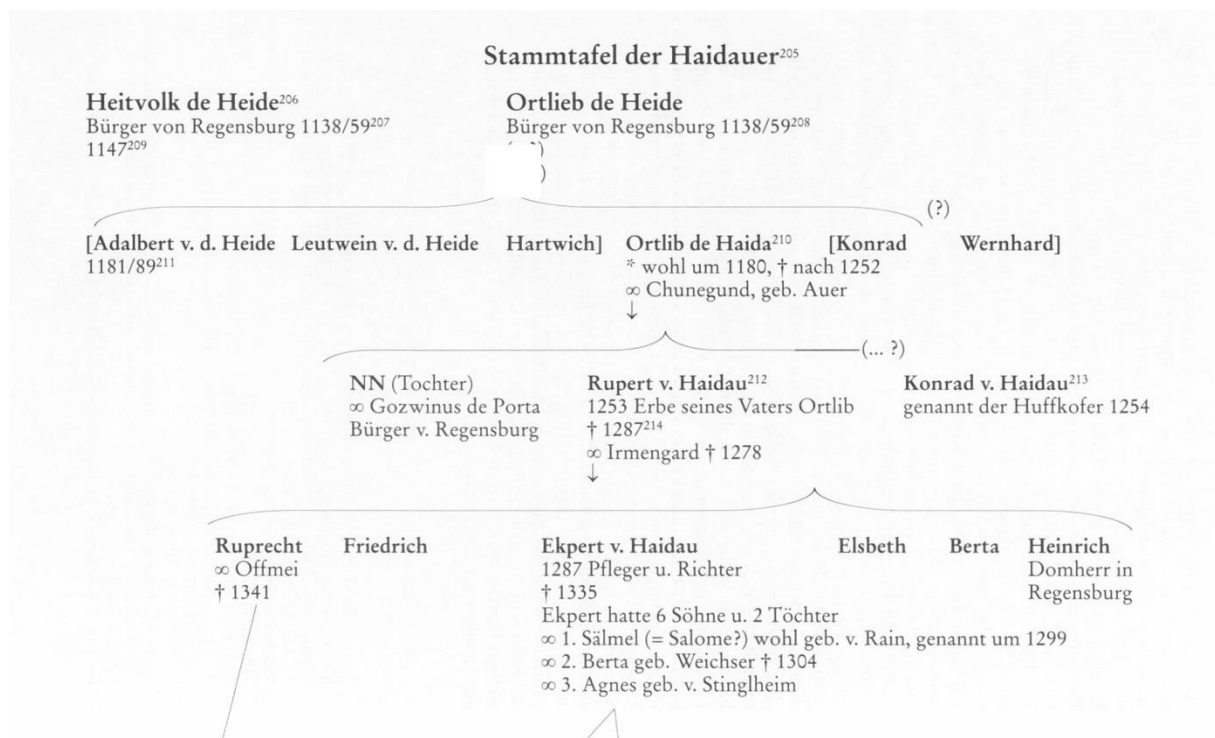 Stammtafel der Haidauer205
Heitvolk de Heide206
Bürger von Regensburg 1138/59207
1147209
Ortlieb de Heide
Bürger von Regensburg 1138/59208
(?)
[Adalbert v. d. Heide
1181/89211
Leutwein v. d. Heide
Hartwich]
Ortlib de Haida210
* wohl um 1180, † nach 1252
∞ Chunegund, geb. Auer
↓
[Konrad
Wernhard]
(... ?)
NN (Tochter)
∞ Gozwinus de Porta
Bürger v. Regensburg
Rupert v. Haidau212
1253 Erbe seines Vaters Ortlib
† 1287214
∞ Irmengard † 1278
↓
Konrad v. Haidau213
genannt der Huffkofer 1254
Ruprecht
∞ Offmei
† 1341
Friedrich
Ekpert v. Haidau
1287 Pfleger u. Richter
† 1335
Ekpert hatte 6 Söhne u. 2 Töchter
∞ 1. Sälmel (= Salome?) wohl geb. v. Rain, genannt um 1299
∞ 2. Berta geb. Weichser † 1304
∞ 3. Agnes geb. v. Stinglheim
Elsbeth
Berta
Heinrich
Domherr in
Regensburg